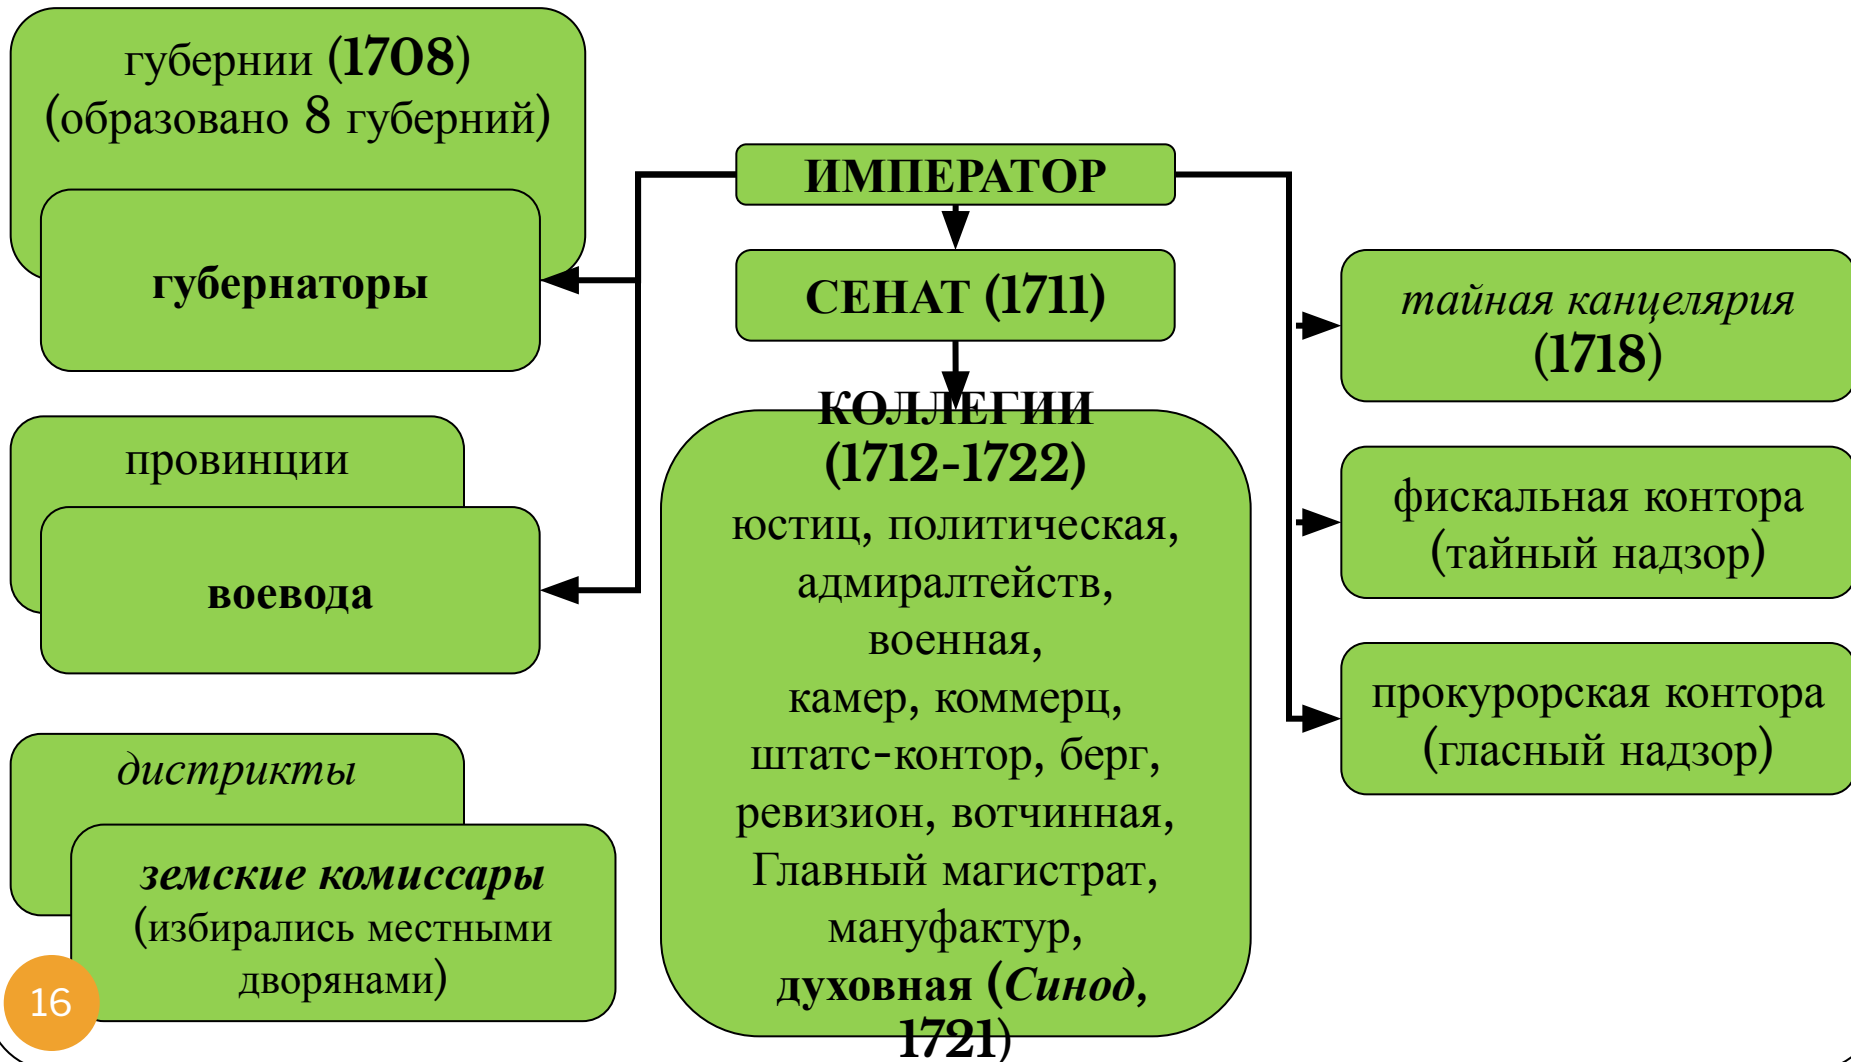 губернии (1708)
(образовано 8 губерний)
губернаторы
провинции
воевода
дистрикты
земские комиссары
(избирались местными
дворянами)
16
ИМПЕРАТОР
СЕНАТ (1711)
КОЛЛЕГИИ
(1712-1722)
юстиц, политическая,
адмиралтейств,
военная,
камер, коммерц,
штатс-контор, берг,
ревизион, вотчинная,
Главный магистрат,
мануфактур,
духовная (Синод,
1721)
тайная канцелярия
(1718)
фискальная контора
(тайный надзор)
прокурорская контора
(гласный надзор)